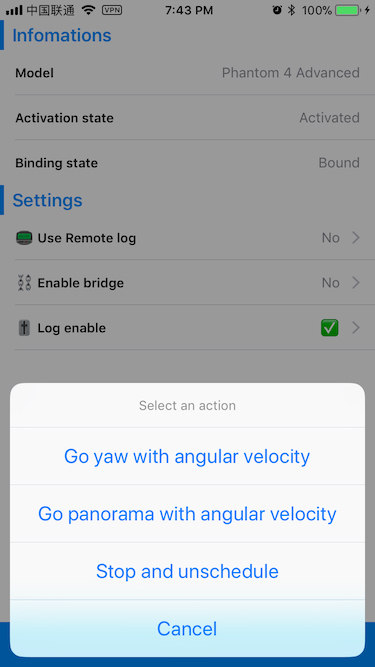 中国联通 VPN 7:43 PM 100%
Infomations
Model Phantom 4 Advanced
Activation state Activated
Binding state Bound
Settings
Use Remote log No
Enable bridge No
Log enable
Select an action
Go yaw with angular velocity
Go panorama with angular velocity
Stop and unschedule
Cancel